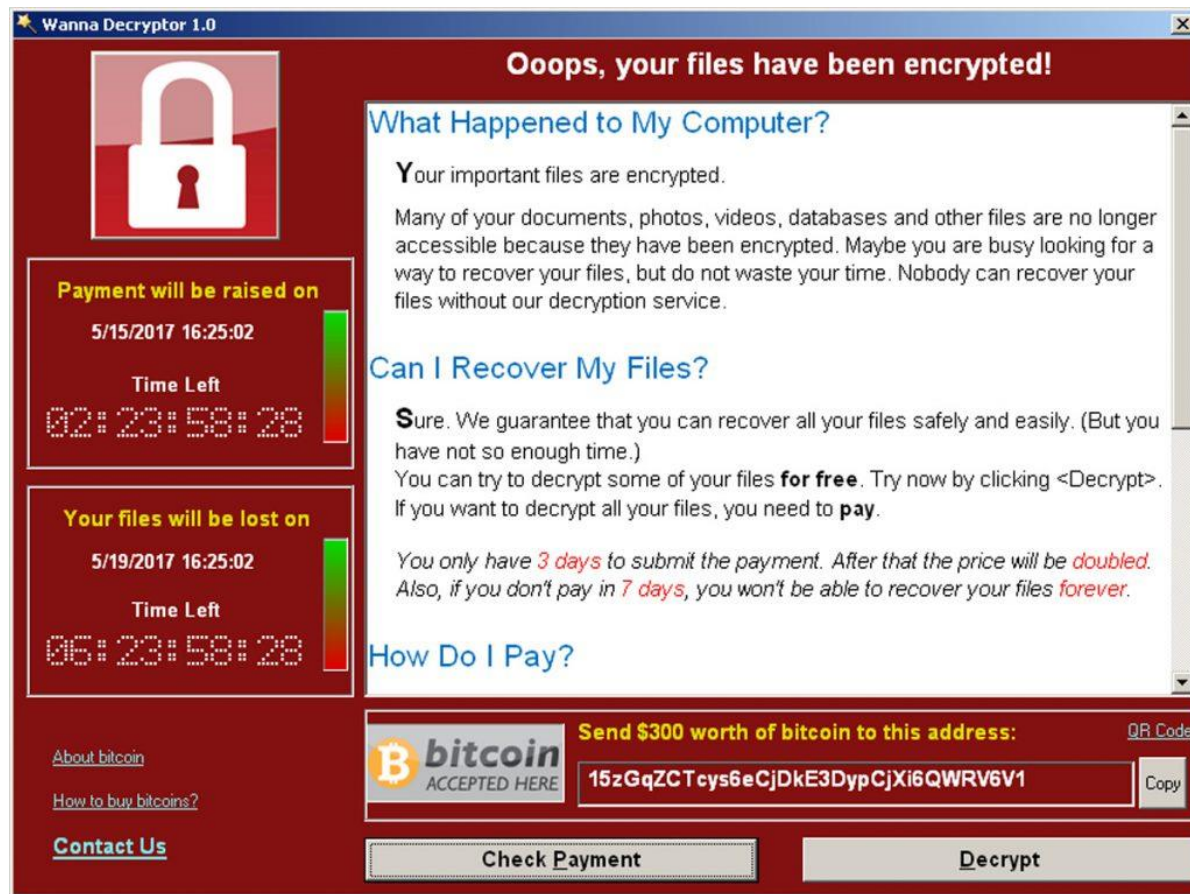 Wanna Decryptor 1.0
Ooops, your files have been encrypted!
Payment will be raised on
5/15/2017 16:25:02
Time Left
02:23:58:28
Your files will be lost on
5/19/2017 16:25:02
Time Left
06:23:58:28
About bitcoin
How to buy bitcoins?
Contact Us
What Happened to My Computer?
Your important files are encrypted.
Many of your documents, photos, videos, databases and other files are no longer
accessible because they have been encrypted. Maybe you are busy looking for a
way to recover your files, but do not waste your time. Nobody can recover your
files without our decryption service.
Can I Recover My Files?
Sure. We guarantee that you can recover all your files safely and easily. (But you
have not so enough time.)
You can try to decrypt some of your files for free. Try now by clicking <Decrypt>.
If you want to decrypt all your files, you need to pay.
You only have 3 days to submit the payment. After that the price will be doubled.
Also, if you don't pay in 7 days, you won't be able to recover your files forever.
How Do I Pay?
bitcoin
ACCEPTED HERE
Send $300 worth of bitcoin to this address:
QR Code
15zGqZCTcys6eCjDkE3DypCjXi6QWRV6V1
Copy
Check Payment
Decrypt